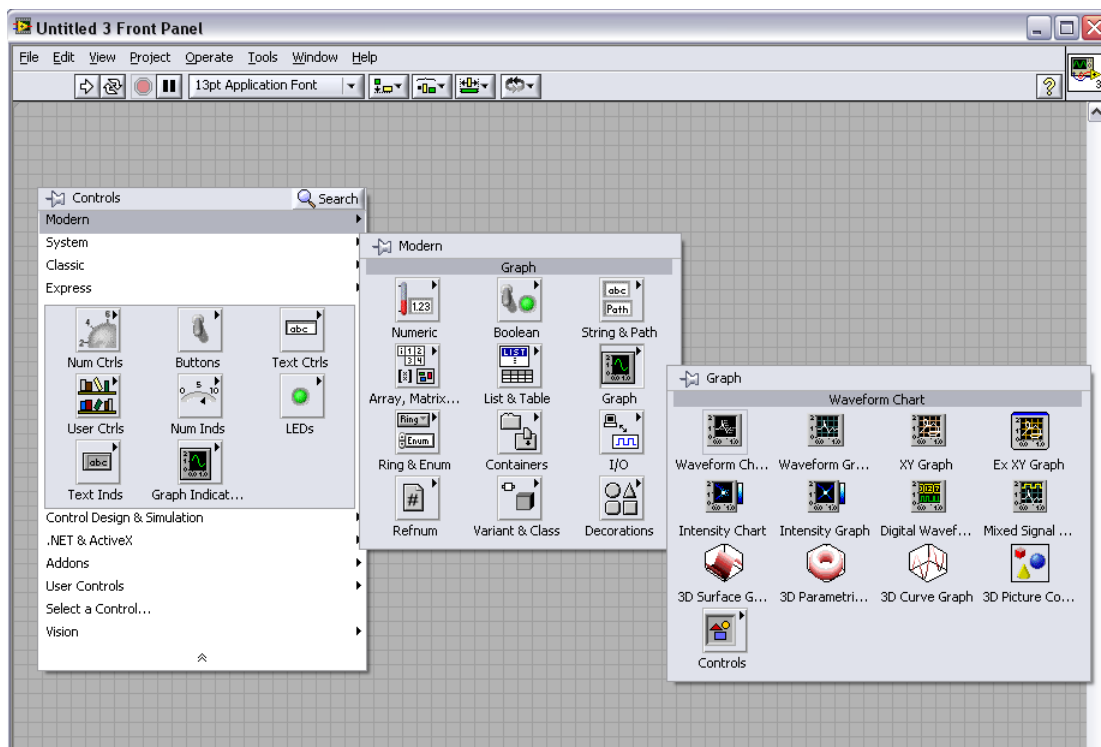 Untitled 3 Front Panel
File Edit View Project Operate Tools Window Help
13pt Application Font
3
Controls Search
Modern
System
Classic
Express
Num Ctrls Buttons Text Ctrls
User Ctrls Num Inds LEDs
Text Inds Graph Indicat...
Control Design & Simulation
.NET & ActiveX
Addons
User Controls
Select a Control...
Vision
Modern
Graph
Numeric Boolean String & Path
Array, Matrix... List & Table Graph
Ring & Enum Containers I/O
Refnum Variant & Class Decorations
Graph
Waveform Chart
Waveform Ch... Waveform Gr... XY Graph Ex XY Graph
Intensity Chart Intensity Graph Digital Wavef... Mixed Signal ...
3D Surface G... 3D Parametri... 3D Curve Graph 3D Picture Co...
Controls